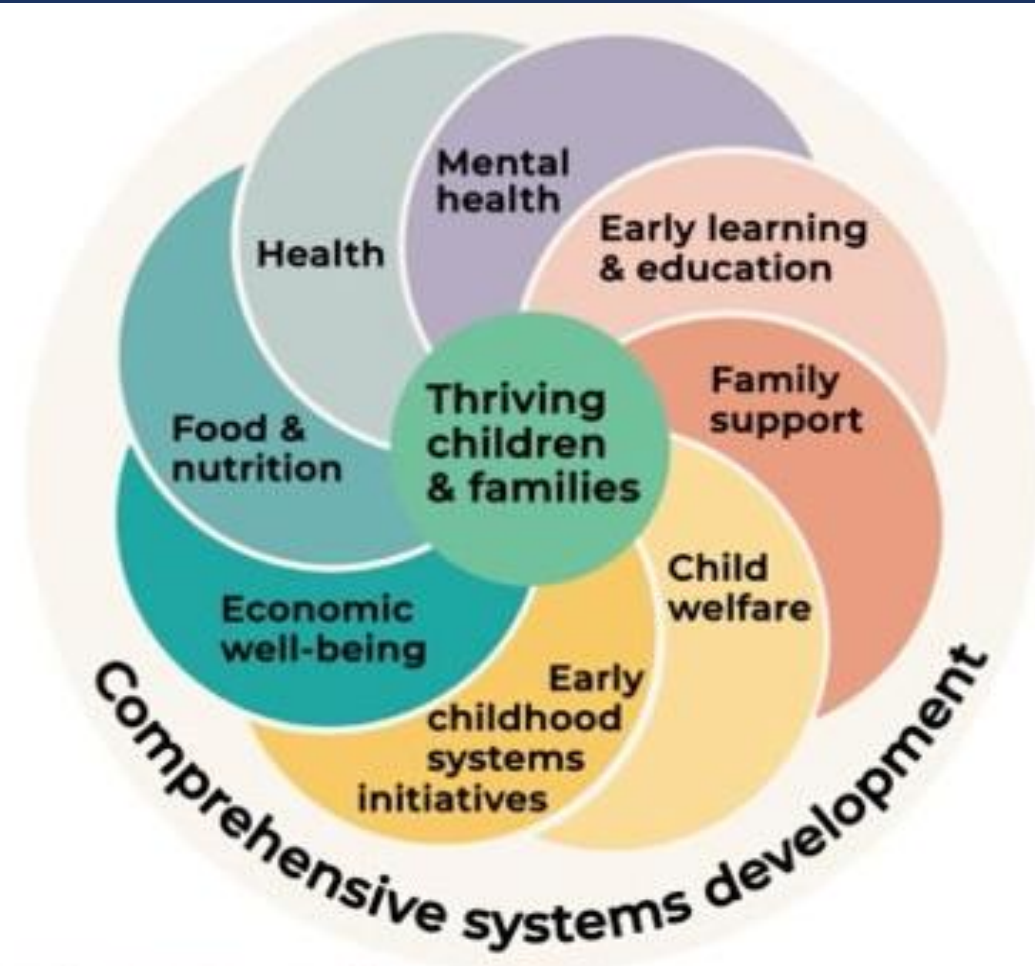 Mental
health
Health
Early learning
& education
Family
support
Thriving
children
& families
Food &
nutrition
Child
welfare
Economic
well-being
Early
childhood
systems
initiatives
Comprehensive systems development